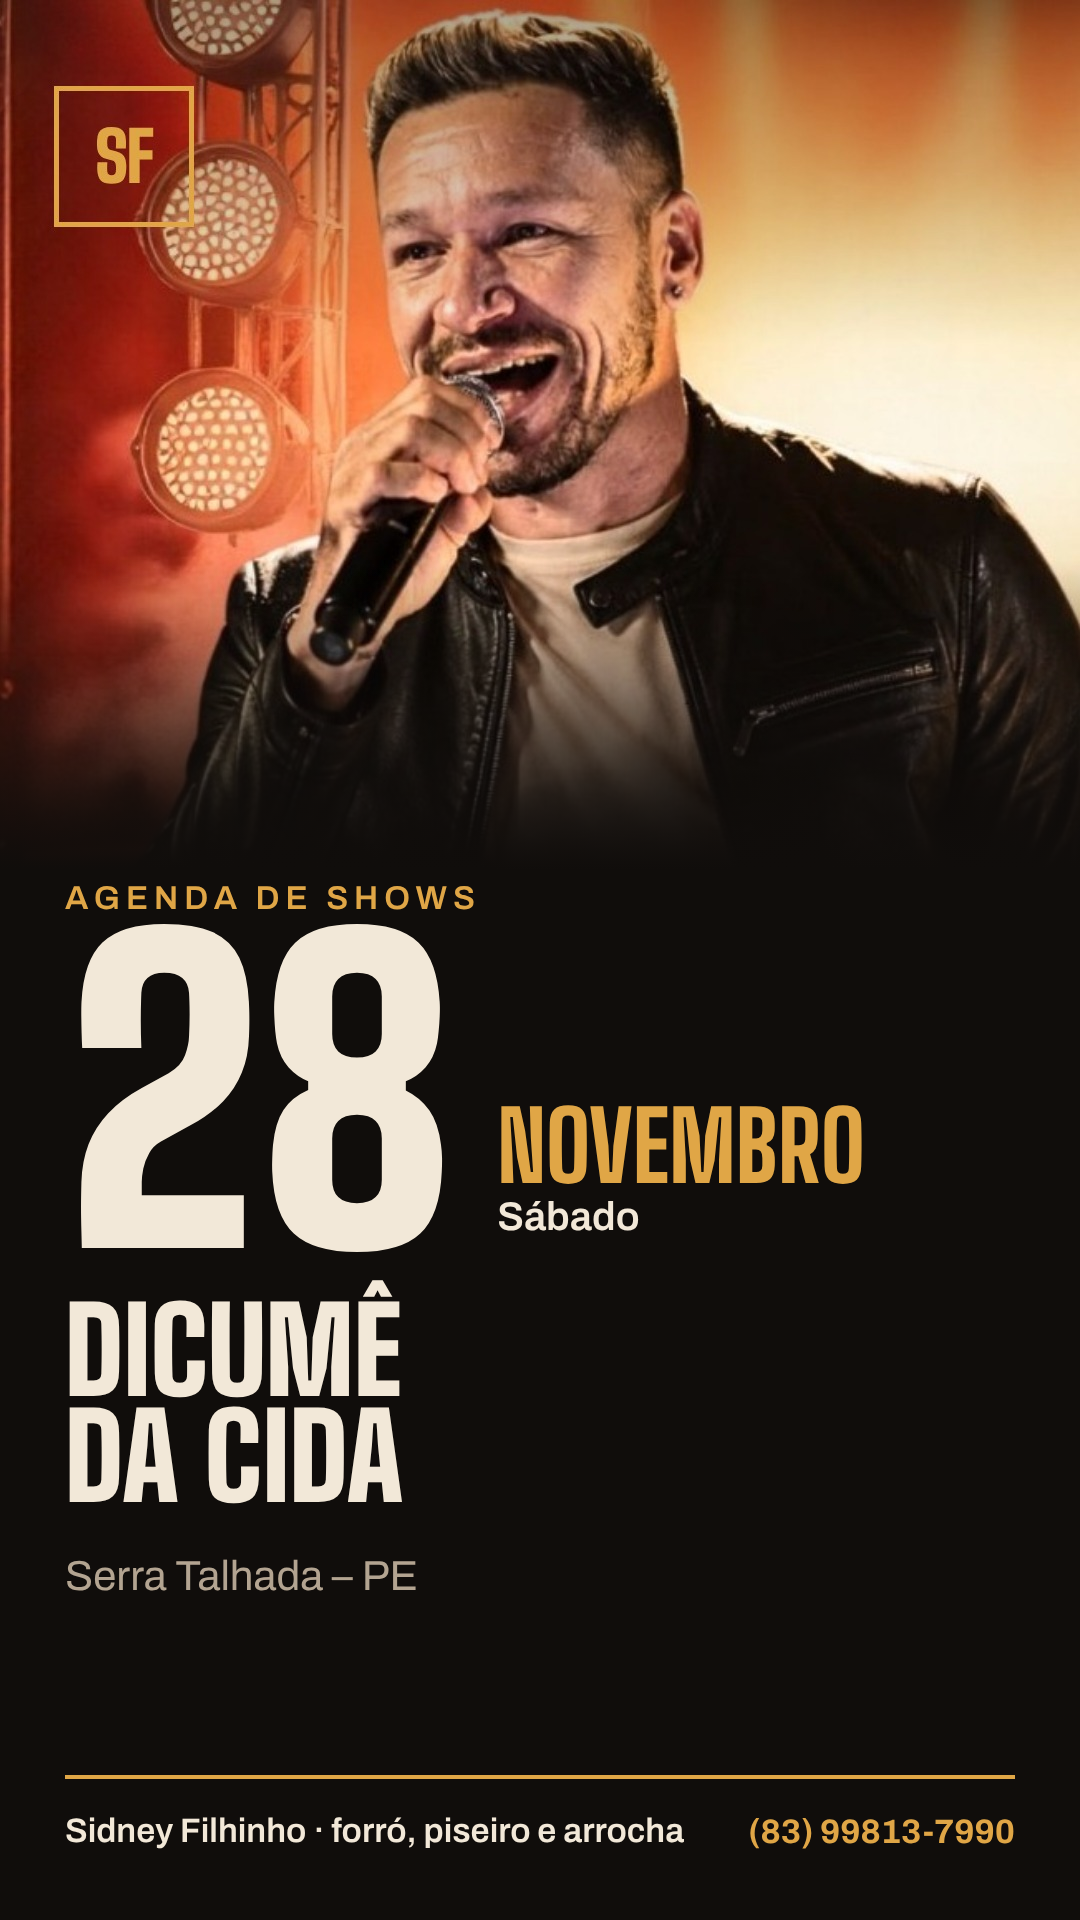 SF
AGENDA DE SHOWS
28
NOVEMBRO
Sábado
DICUMÊ
DA CIDA
Serra Talhada – PE
Sidney Filhinho · forró, piseiro e arrocha
(83) 99813-7990